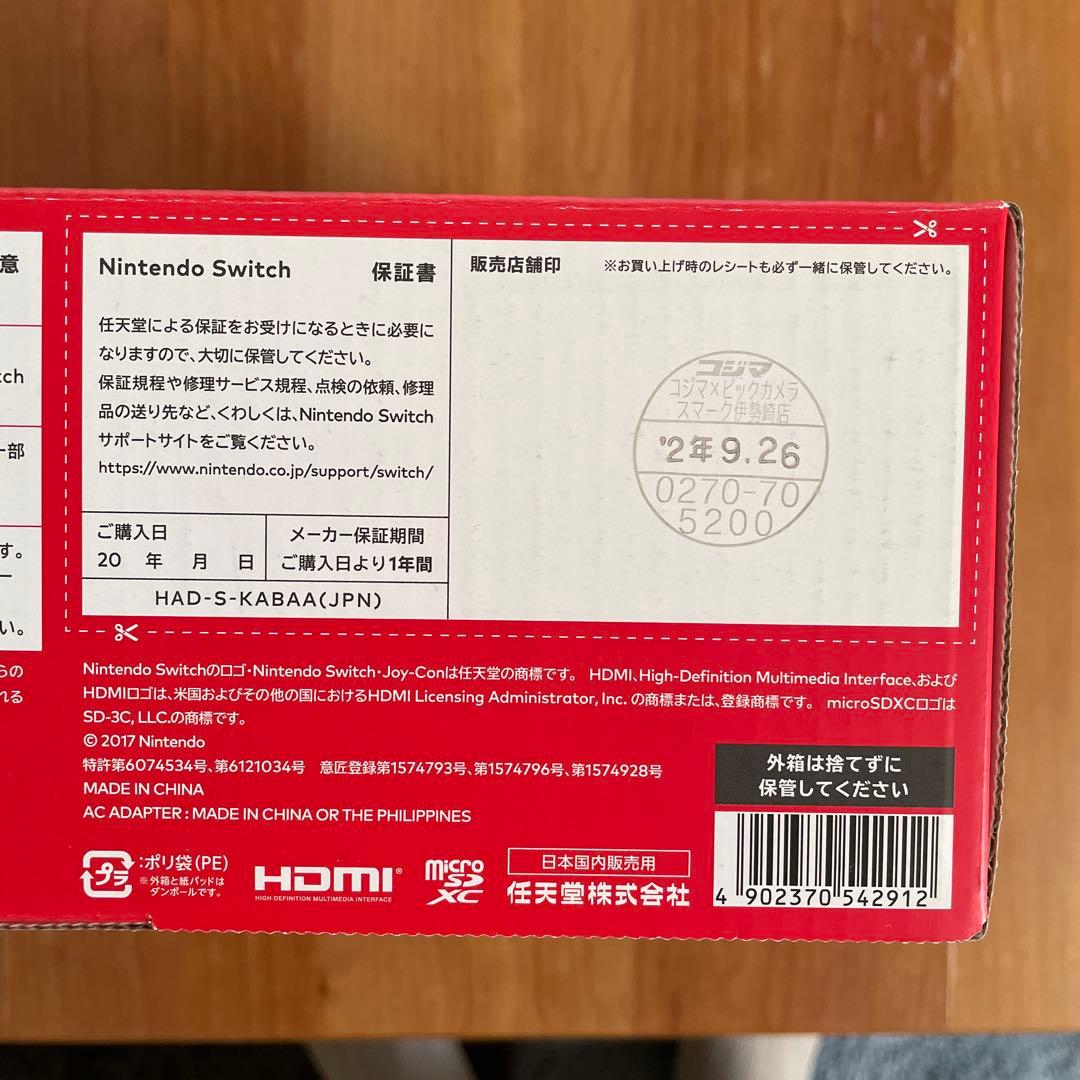 意
tch
一部
す。
ー
い。
らの
れる
Nintendo Switch 保証書
任天堂による保証をお受けになるときに必要に
なりますので、大切に保管してください。
保証規程や修理サービス規程、点検の依頼、修理
品の送り先など、くわしくは、Nintendo Switch
サポートサイトをご覧ください。
https://www.nintendo.co.jp/support/switch/
ご購入日
20 年 月 日
メーカー保証期間
ご購入日より1年間
HAD-S-KABAA(JPN)
販売店舗印 ※お買い上げ時のレシートも必ず一緒に保管してください。
コジマ
コジマ×ビックカメラ
スマーク伊勢崎店
'2年9.26
0270-70
5200
Nintendo Switchのロゴ・Nintendo Switch・Joy-Conは任天堂の商標です。 HDMI、High-Definition Multimedia Interface、および
HDMIロゴは、米国およびその他の国におけるHDMI Licensing Administrator, Inc. の商標または、登録商標です。 microSDXCロゴは
SD-3C, LLC.の商標です。
© 2017 Nintendo
特許第6074534号、第6121034号 意匠登録第1574793号、第1574796号、第1574928号
MADE IN CHINA
AC ADAPTER : MADE IN CHINA OR THE PHILIPPINES
外箱は捨てずに
保管してください
プラ
:ポリ袋(PE)
※外箱と紙パッドは
ダンボールです。
HDMI®
HIGH DEFINITION MULTIMEDIA INTERFACE
micro
SD
XC
日本国内販売用
任天堂株式会社
4 902370 542912